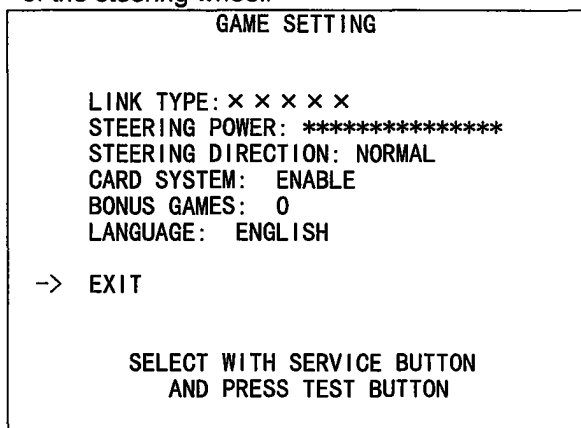 of the steering wheel.
GAME SETTING
LINK TYPE: × × × × ×
STEERING POWER: ***************
STEERING DIRECTION: NORMAL
CARD SYSTEM: ENABLE
BONUS GAMES: 0
LANGUAGE: ENGLISH
-> EXIT
SELECT WITH SERVICE BUTTON
AND PRESS TEST BUTTON